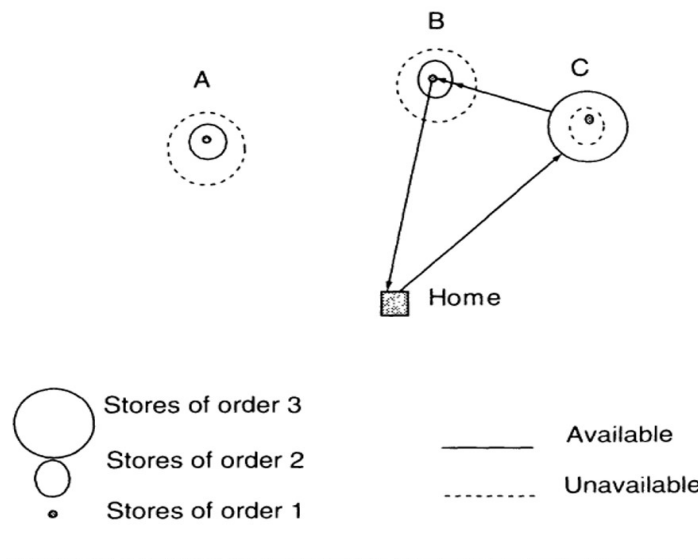 B
C
A
Home
Stores of order 3
Stores of order 2
Stores of order 1
Available
Unavailable